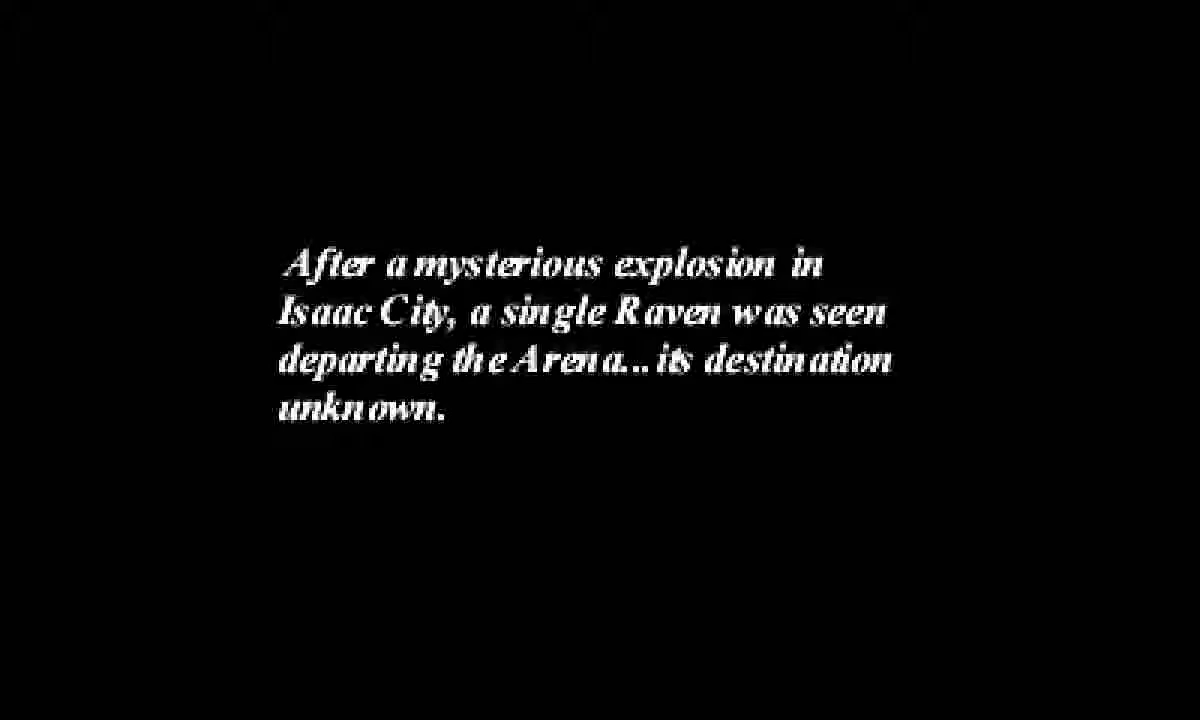 After a mysterious explosion in
Isaac City, a single Raven was seen
departing the Arena...its destination
unknown.